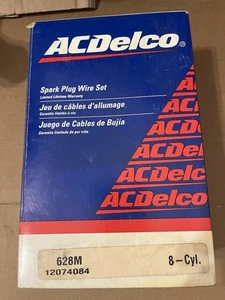 ACDelco®
Spark Plug Wire Set
Limited Lifetime Warranty
Jeu de câbles d'allumage
Garantie limitée à vie
Juego de Cables de Bujia
Garantía limitada de por vida
ACDelco
ACDelco
ACDelco
ACDelco
ACDelco
ACDelco
628M 8-Cyl.
12074084